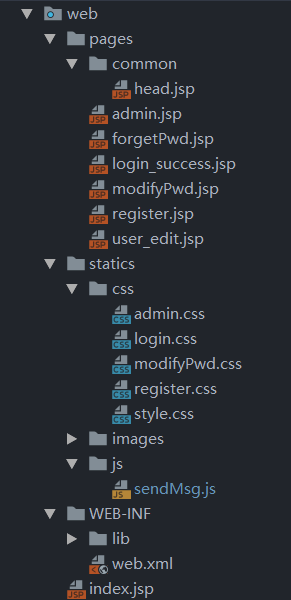 web
pages
common
head.jsp
admin.jsp
forgetPwd.jsp
login_success.jsp
modifyPwd.jsp
register.jsp
user_edit.jsp
statics
css
admin.css
login.css
modifyPwd.css
register.css
style.css
images
js
sendMsg.js
WEB-INF
lib
web.xml
index.jsp